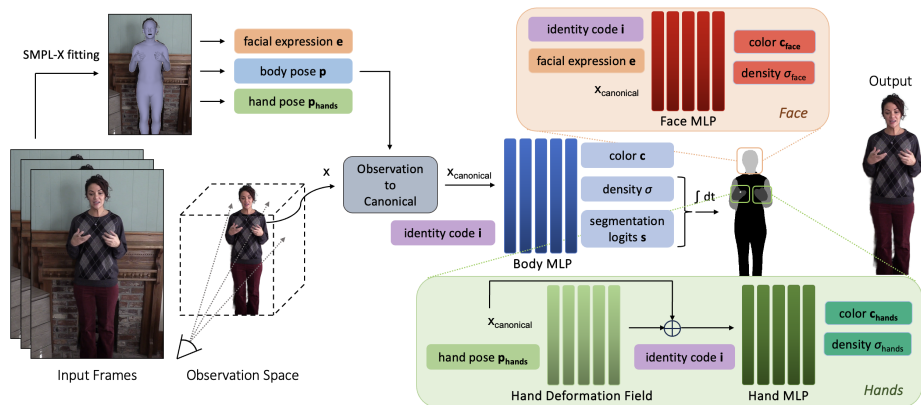 SMPL-X fitting
facial expression e
body pose p
hand pose p_hands
Input Frames
Observation Space
x
Observation
to
Canonical
x_canonical
identity code i
Body MLP
color c
density σ
segmentation
logits s
∫ dt
identity code i
facial expression e
x_canonical
Face MLP
color c_face
density σ_face
Face
Output
x_canonical
hand pose p_hands
Hand Deformation Field
identity code i
Hand MLP
color c_hands
density σ_hands
Hands